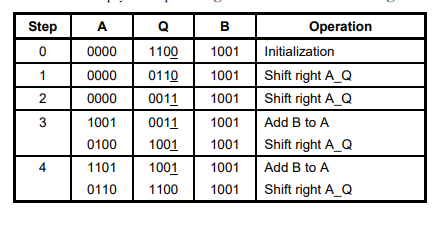 Step A Q B Operation
0 0000 1100 1001 Initialization
1 0000 0110 1001 Shift right A_Q
2 0000 0011 1001 Shift right A_Q
3 1001 0011 1001 Add B to A
0100 1001 1001 Shift right A_Q
4 1101 1001 1001 Add B to A
0110 1100 1001 Shift right A_Q